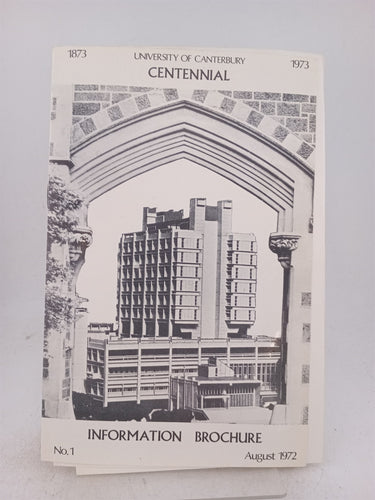 1873
UNIVERSITY OF CANTERBURY
1973
CENTENNIAL
INFORMATION BROCHURE
No. 1
August 1972